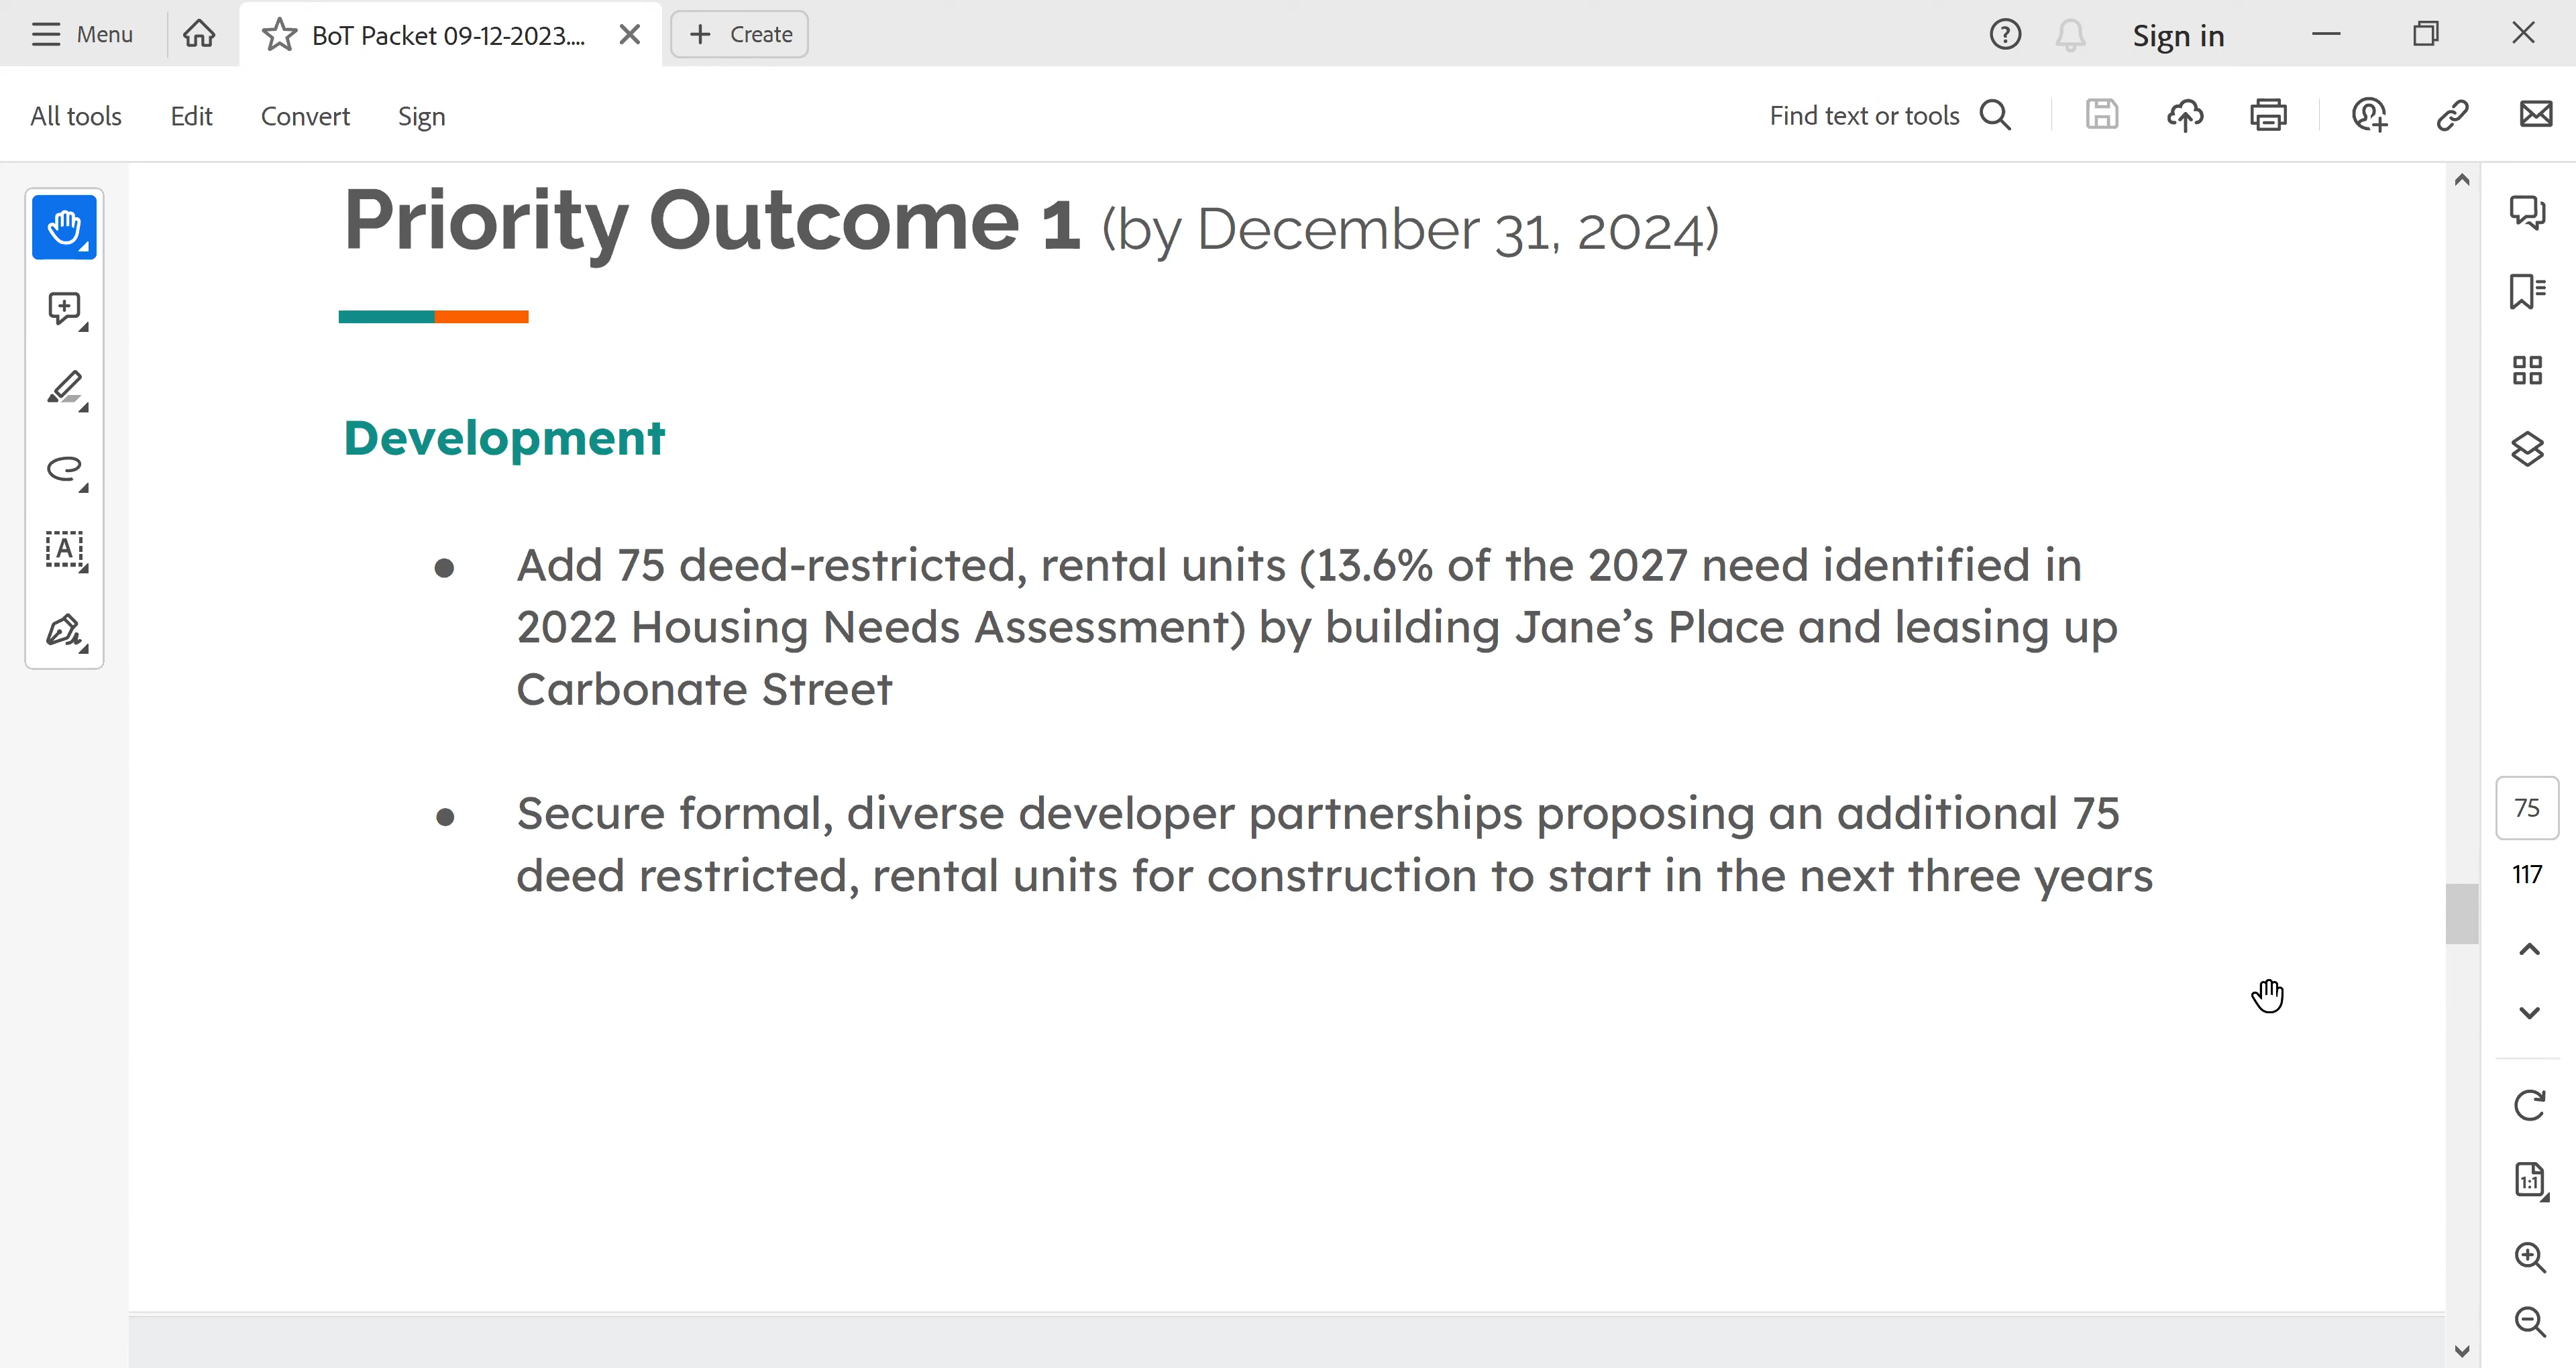 Menu
BoT Packet 09-12-2023....
Create
Sign in
All tools
Edit
Convert
Sign
Find text or tools
Priority Outcome 1 (by December 31, 2024)
Development
● Add 75 deed-restricted, rental units (13.6% of the 2027 need identified in
2022 Housing Needs Assessment) by building Jane's Place and leasing up
Carbonate Street
● Secure formal, diverse developer partnerships proposing an additional 75
deed restricted, rental units for construction to start in the next three years
75
117
1:1